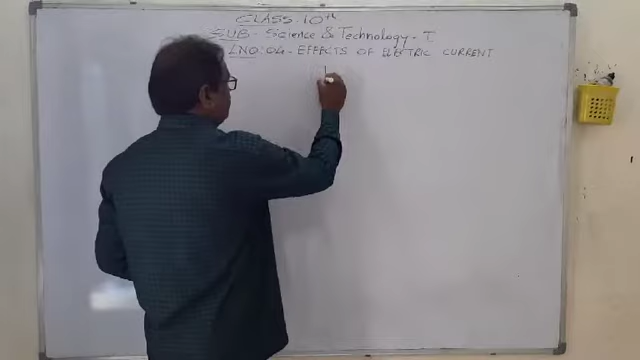 CLASS. 10th
SUB - Science & Technology - I
LNO: 04 - EFFECTS OF ELECTRIC CURRENT